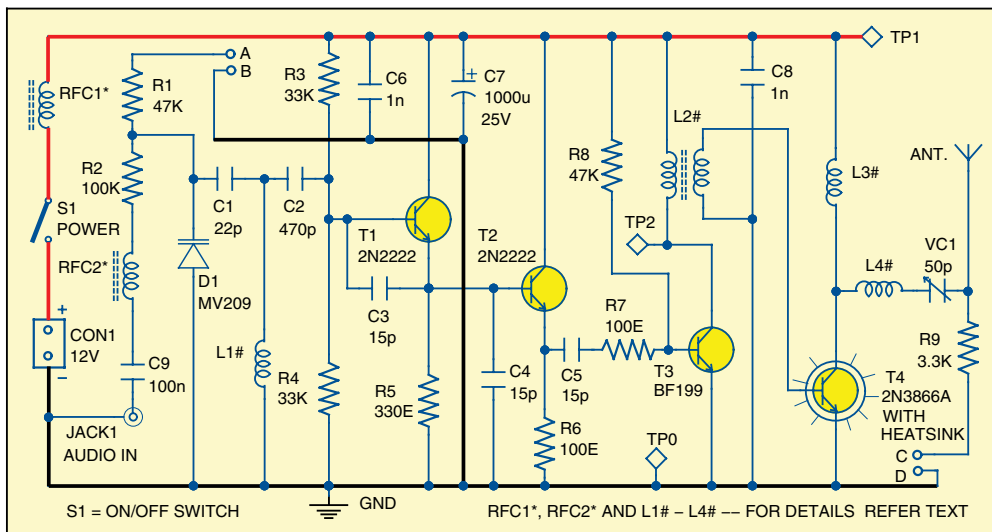 TP1
RFC1*
R1
47K
A
B
R3
33K
C6
1n
C7
1000u
25V
+
C8
1n
L2#
R8
47K
ANT.
L3#
R2
100K
S1
POWER
C1
22p
C2
470p
T1
2N2222
T2
2N2222
TP2
VC1
50p
L4#
RFC2*
D1
MV209
+
CON1
12V
–
C3
15p
R7
100E
C9
100n
L1#
R4
33K
R5
330E
C4
15p
C5
15p
T3
BF199
R9
3.3K
T4
2N3866A
WITH
HEATSINK
JACK1
AUDIO IN
R6
100E
TP0
C
D
S1 = ON/OFF SWITCH
GND
RFC1*, RFC2* AND L1# – L4# –– FOR DETAILS REFER TEXT